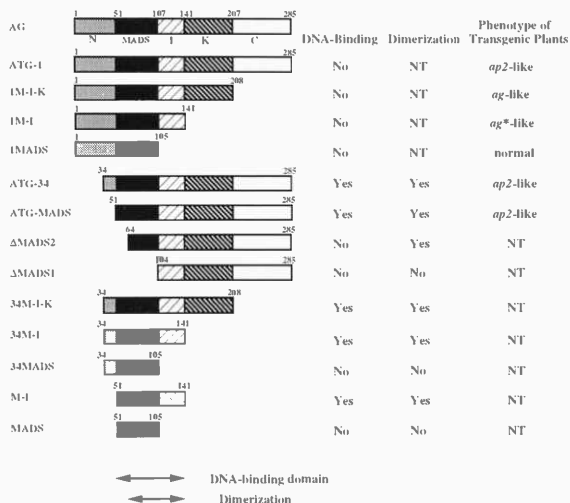 1 51 107 141 207 285
AG
N MADS I K C
DNA-Binding Dimerization Phenotype of Transgenic Plants
1 285
ATG-1 No NT ap2-like
1 208
1M-I-K No NT ag-like
1 141
1M-I No NT ag*-like
1 105
1MADS No NT normal
34 285
ATG-34 Yes Yes ap2-like
51 285
ATG-MADS Yes Yes ap2-like
64 285
ΔMADS2 No Yes NT
104 285
ΔMADS1 No No NT
34 208
34M-I-K Yes Yes NT
34 141
34M-I Yes Yes NT
34 105
34MADS No No NT
51 141
M-I Yes Yes NT
51 105
MADS No No NT
DNA-binding domain
Dimerization